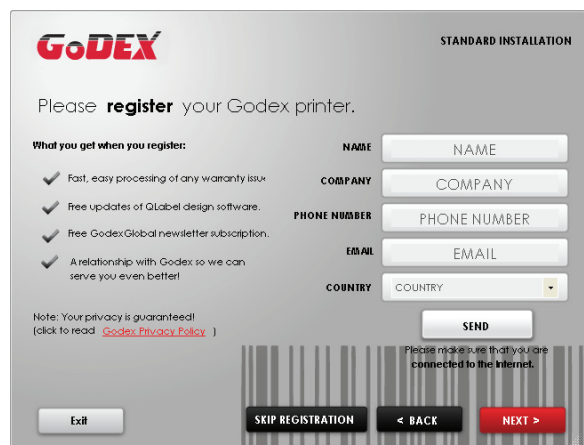 GoDEX
STANDARD INSTALLATION
Please register your Godex printer.
What you get when you register:
Fast, easy processing of any warranty issu
Free updates of QLabel design software.
Free GodexGlobal newsletter subscription.
A relationship with Godex so we can
serve you even better!
Note: Your privacy is guaranteed!
(click to read Godex Privacy Policy )
NAME NAME
COMPANY COMPANY
PHONE NUMBER PHONE NUMBER
EMAIL EMAIL
COUNTRY COUNTRY
SEND
Please make sure that you are
connected to the Internet.
Exit
SKIP REGISTRATION
< BACK
NEXT >